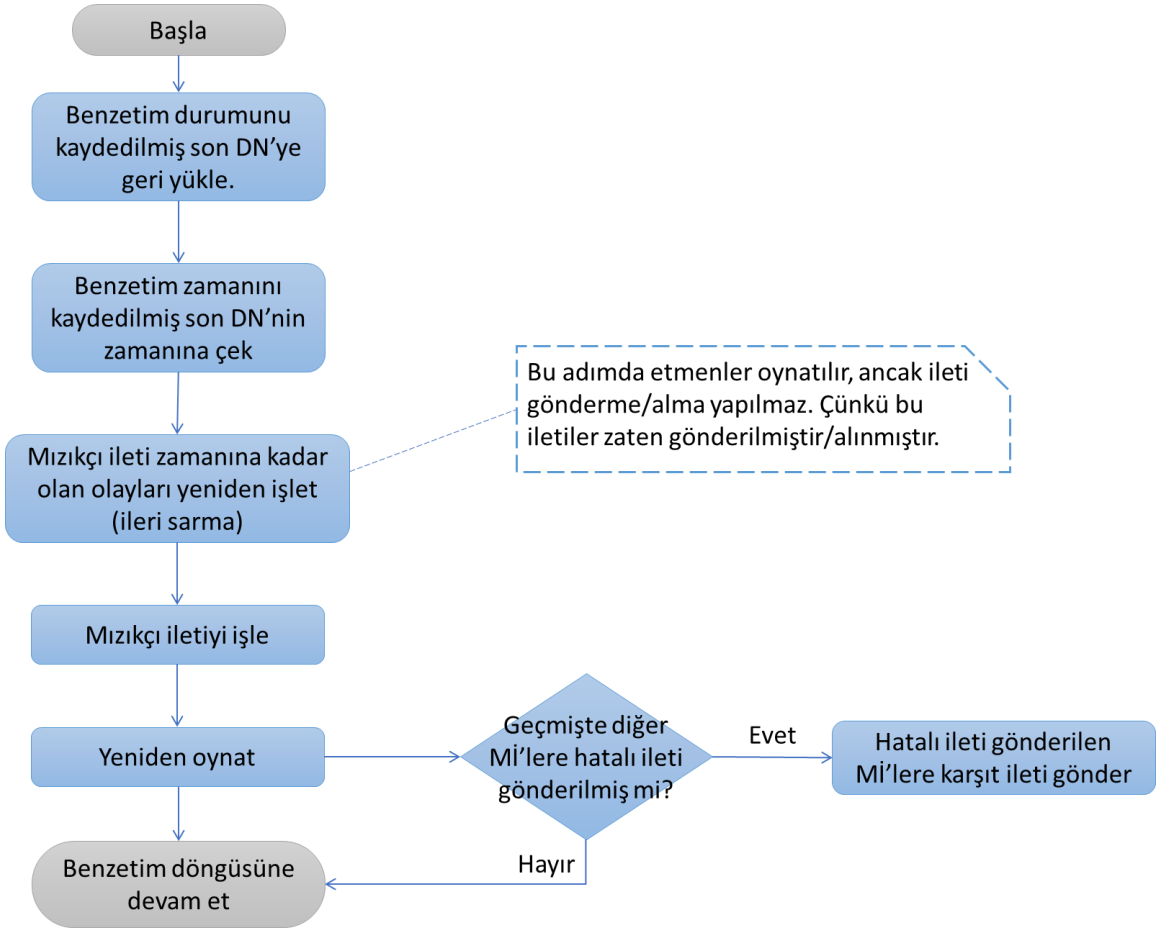 Başla
Benzetim durumunu
kaydedilmiş son DN’ye
geri yükle.
Benzetim zamanını
kaydedilmiş son DN’nin
zamanına çek
Bu adımda etmenler oynatılır, ancak ileti
gönderme/alma yapılmaz. Çünkü bu
iletiler zaten gönderilmiştir/alınmıştır.
Mızıkçı ileti zamanına kadar
olan olayları yeniden işlet
(ileri sarma)
Mızıkçı iletiyi işle
Yeniden oynat
Geçmişte diğer
Mİ’lere hatalı ileti
gönderilmiş mi?
Evet
Hatalı ileti gönderilen
Mİ’lere karşıt ileti gönder
Hayır
Benzetim döngüsüne
devam et